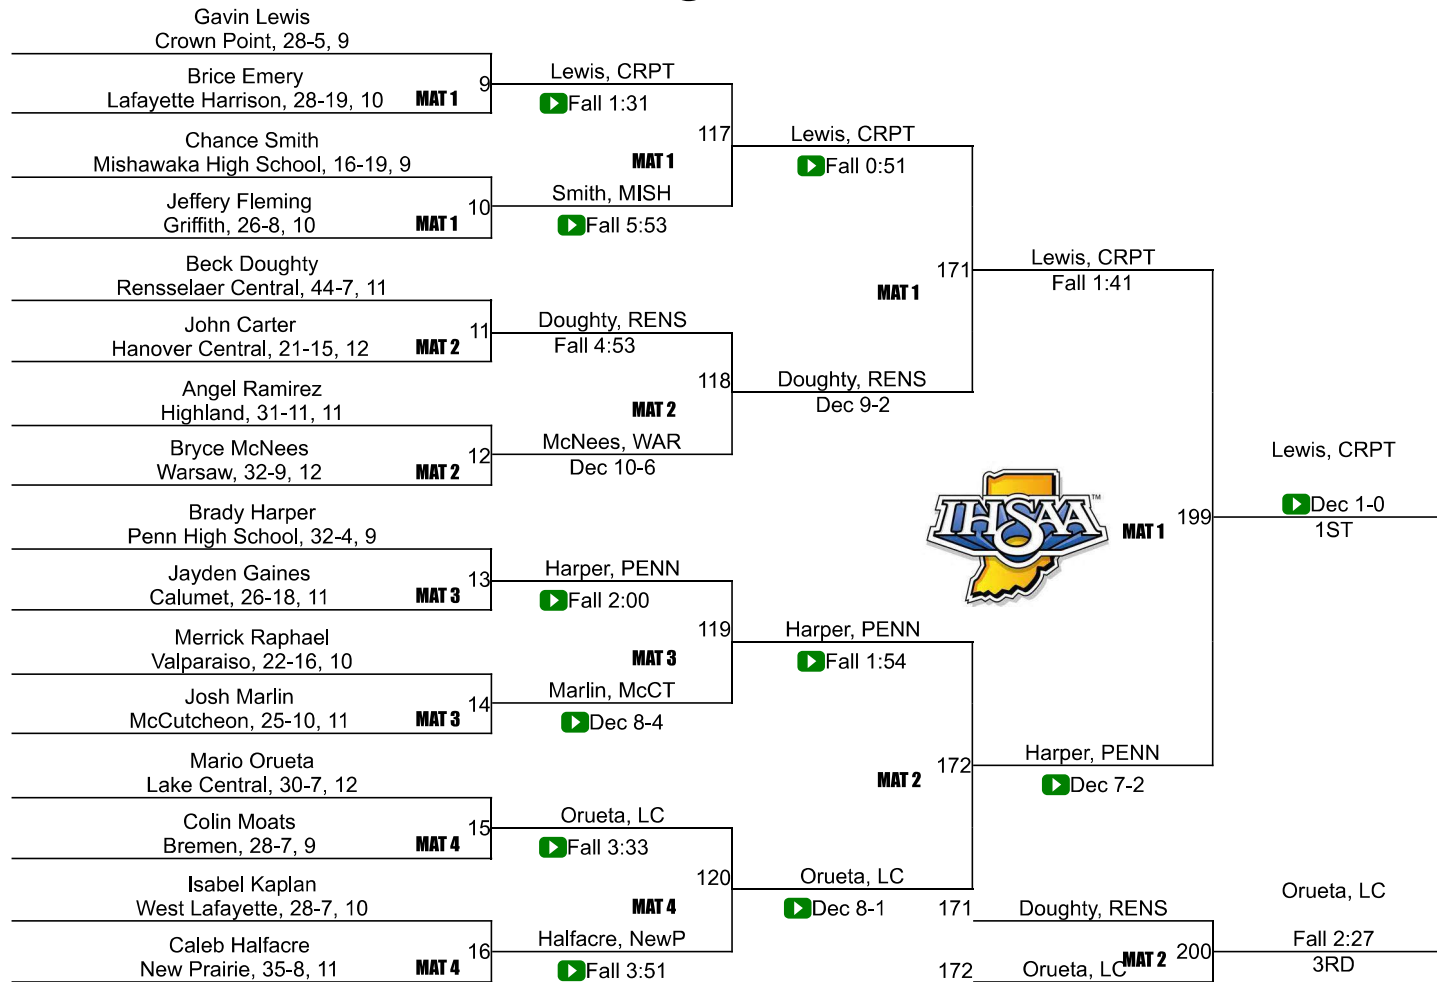 Gavin Lewis
Crown Point, 28-5, 9
Brice Emery
Lafayette Harrison, 28-19, 10
MAT 1
9
Chance Smith
Mishawaka High School, 16-19, 9
Jeffery Fleming
Griffith, 26-8, 10
MAT 1
10
Beck Doughty
Rensselaer Central, 44-7, 11
John Carter
Hanover Central, 21-15, 12
MAT 2
11
Angel Ramirez
Highland, 31-11, 11
Bryce McNees
Warsaw, 32-9, 12
MAT 2
12
Brady Harper
Penn High School, 32-4, 9
Jayden Gaines
Calumet, 26-18, 11
MAT 3
13
Merrick Raphael
Valparaiso, 22-16, 10
Josh Marlin
McCutcheon, 25-10, 11
MAT 3
14
Mario Orueta
Lake Central, 30-7, 12
Colin Moats
Bremen, 28-7, 9
MAT 4
15
Isabel Kaplan
West Lafayette, 28-7, 10
Caleb Halfacre
New Prairie, 35-8, 11
MAT 4
16
Lewis, CRPT
Fall 1:31
117
MAT 1
Smith, MISH
Fall 5:53
Doughty, RENS
Fall 4:53
118
MAT 2
McNees, WAR
Dec 10-6
Harper, PENN
Fall 2:00
119
MAT 3
Marlin, McCT
Dec 8-4
Orueta, LC
Fall 3:33
120
MAT 4
Halfacre, NewP
Fall 3:51
Lewis, CRPT
Fall 0:51
171
MAT 1
Doughty, RENS
Dec 9-2
Harper, PENN
Fall 1:54
172
MAT 2
Orueta, LC
Dec 8-1
Lewis, CRPT
Fall 1:41
IHSAA
TM
MAT 1
199
Harper, PENN
Dec 7-2
Lewis, CRPT
Dec 1-0
1ST
171
Doughty, RENS
MAT 2
200
172
Orueta, LC
Orueta, LC
Fall 2:27
3RD